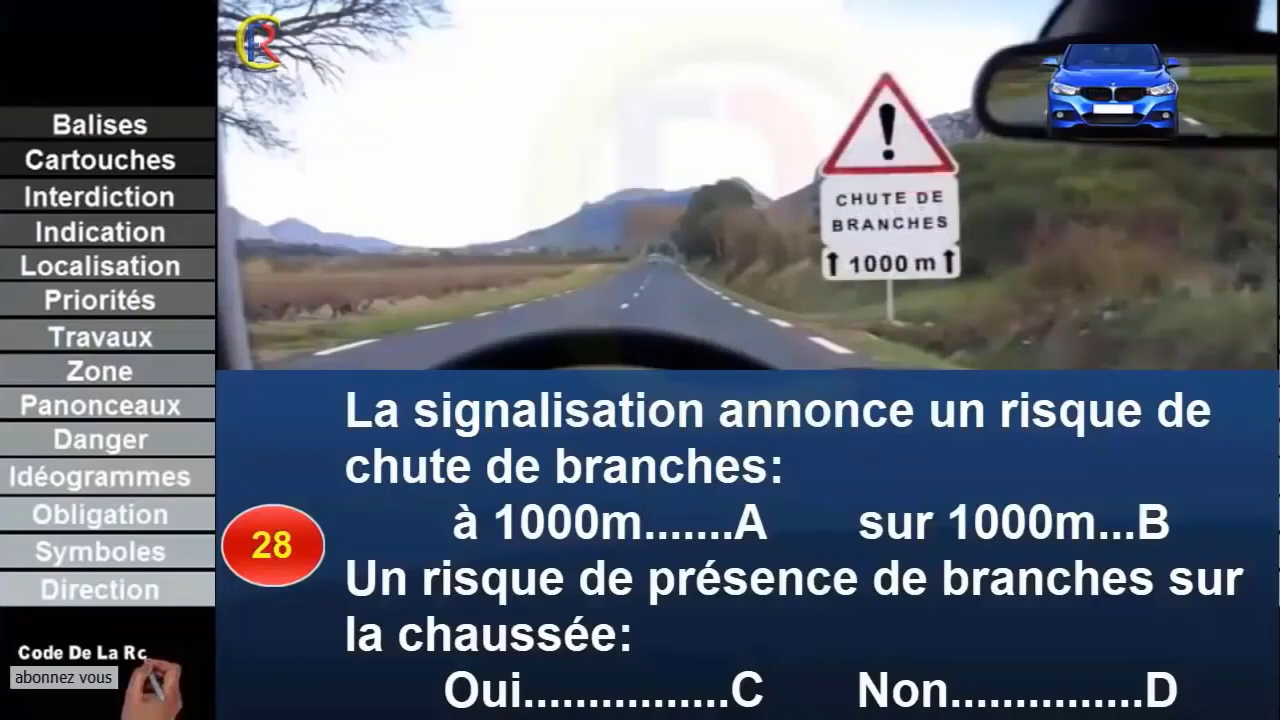 Balises
Cartouches
Interdiction
Indication
Localisation
Priorités
Travaux
Zone
Panonceaux
Danger
Idéogrammes
Obligation
Symboles
Direction
Code De La Rc
abonnez vous
CHUTE DE
BRANCHES
1000 m
La signalisation annonce un risque de
chute de branches:
à 1000m.......A sur 1000m...B
28
Un risque de présence de branches sur
la chaussée:
Oui................C Non...............D